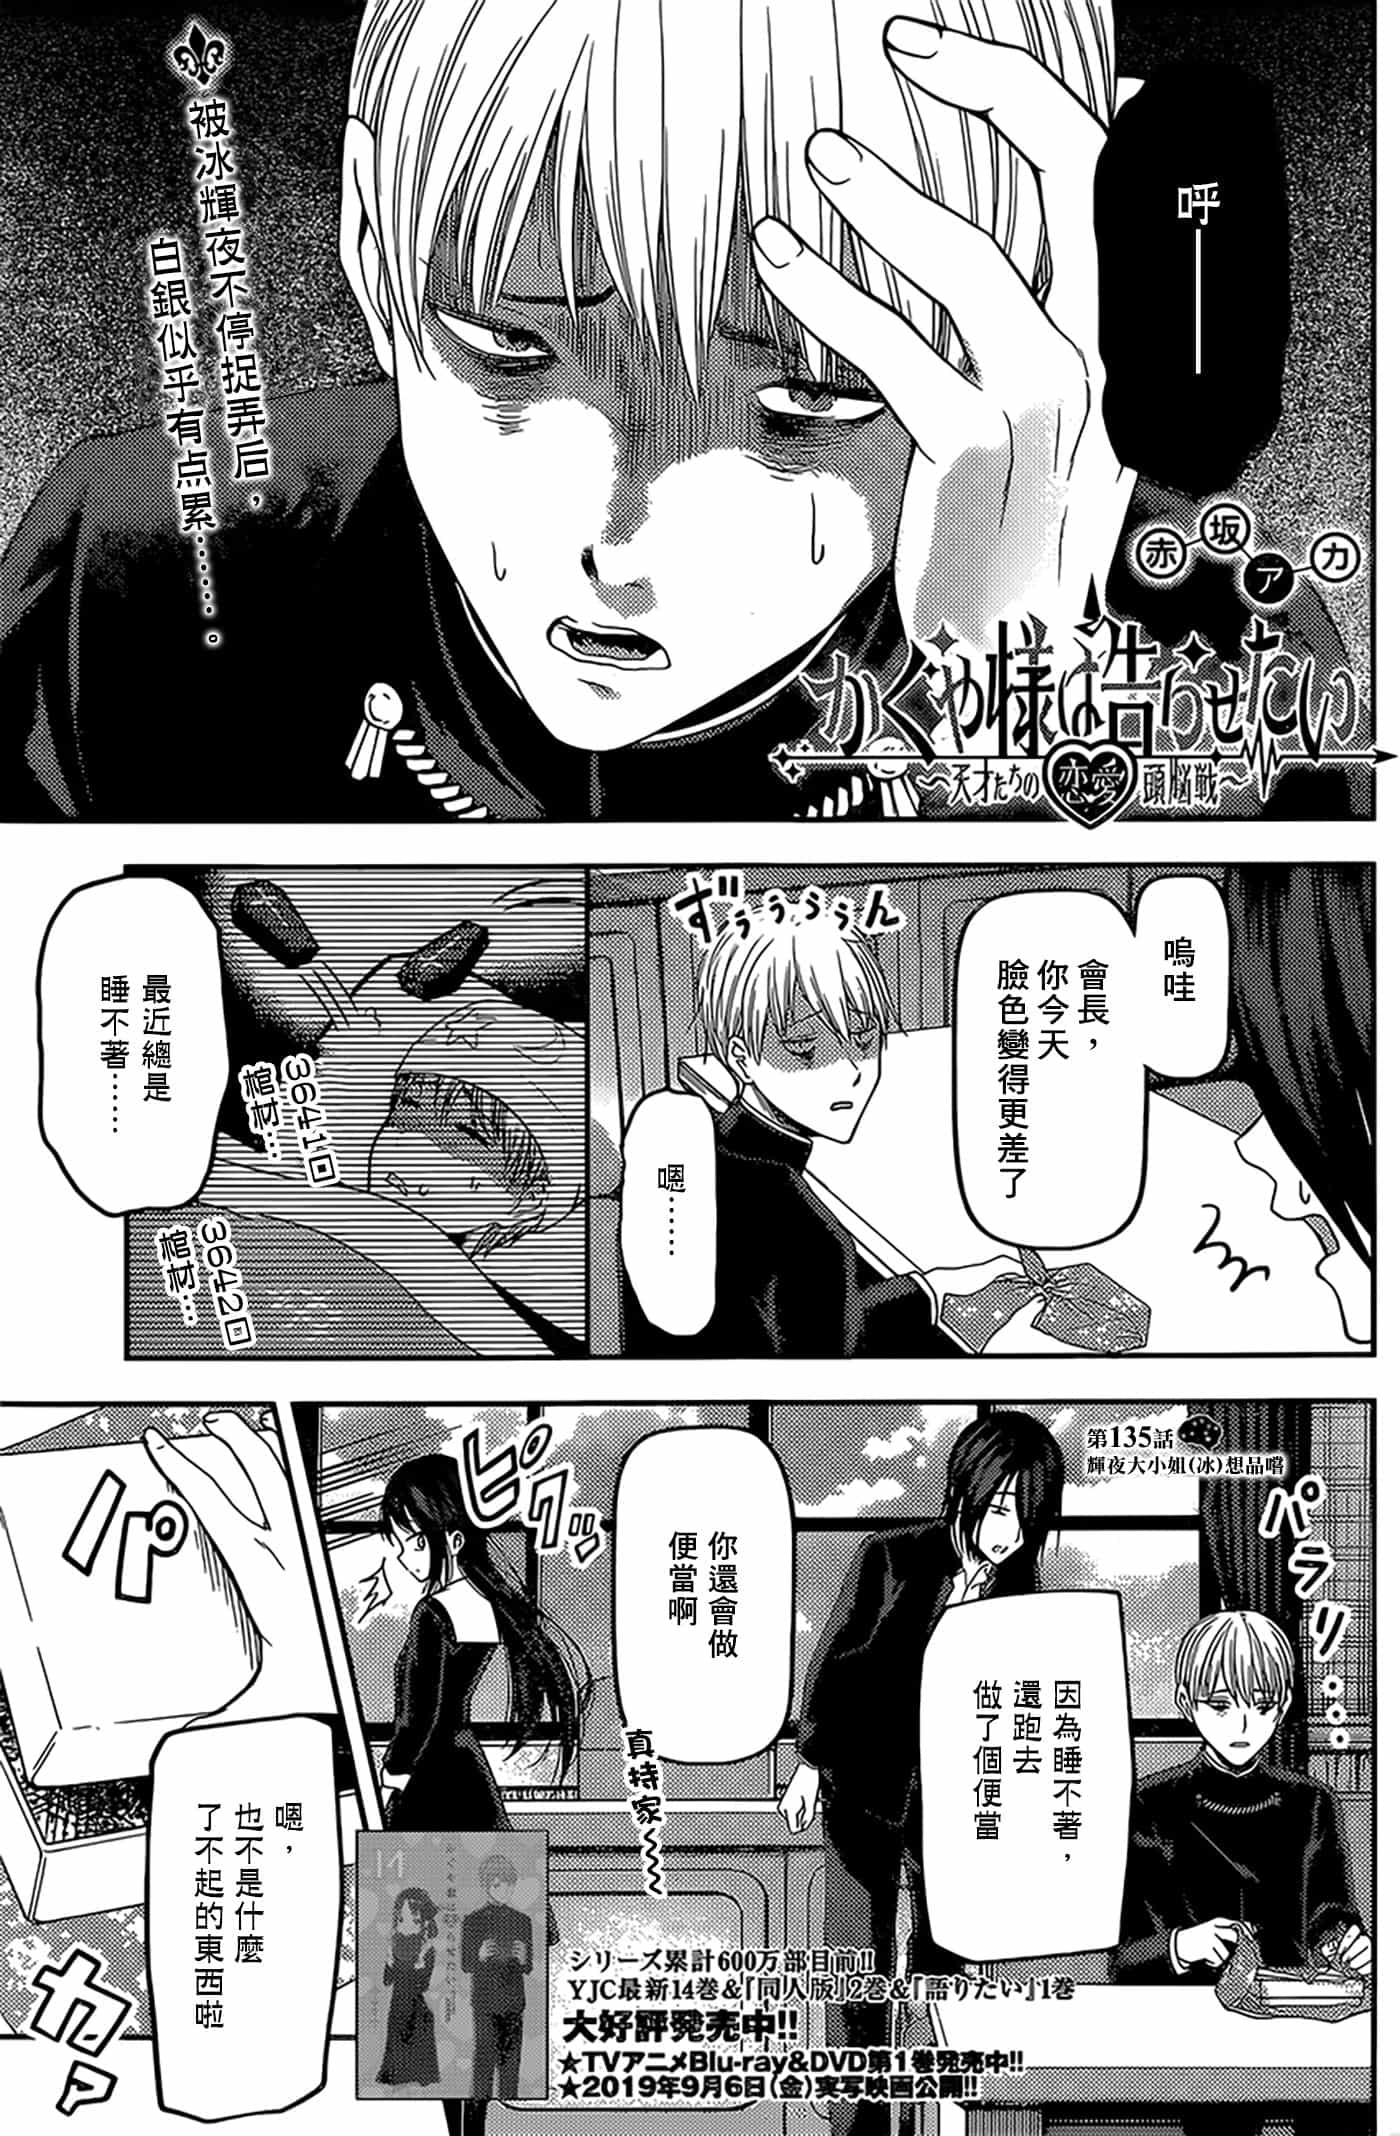 呼——
被冰輝夜不停捉弄后，
白銀似乎有点累……。
赤坂アカ
かぐや様は告らせたい
～天才たちの恋愛頭脳戦～
嗚哇
會長，
你今天
臉色變得更差了
ずぅぅぅぅん
嗯……
3641回
棺材…
3642回
棺材…
最近總是
睡不著……
第135話
輝夜大小姐(冰)想品嚐
パラリ…
因為睡不著，
還跑去
做了個便當
你還會做
便當啊
真持家～～
ピクッ
パ
カァ
嗯，
也不是什麼
了不起的東西啦
14
シリーズ累計600万部目前!!
YJC最新14巻&『同人版』2巻&『語りたい』1巻
大好評発売中!!
★TVアニメBlu-ray&DVD第1巻発売中!!
★2019年9月6日(金)実写映画公開!!